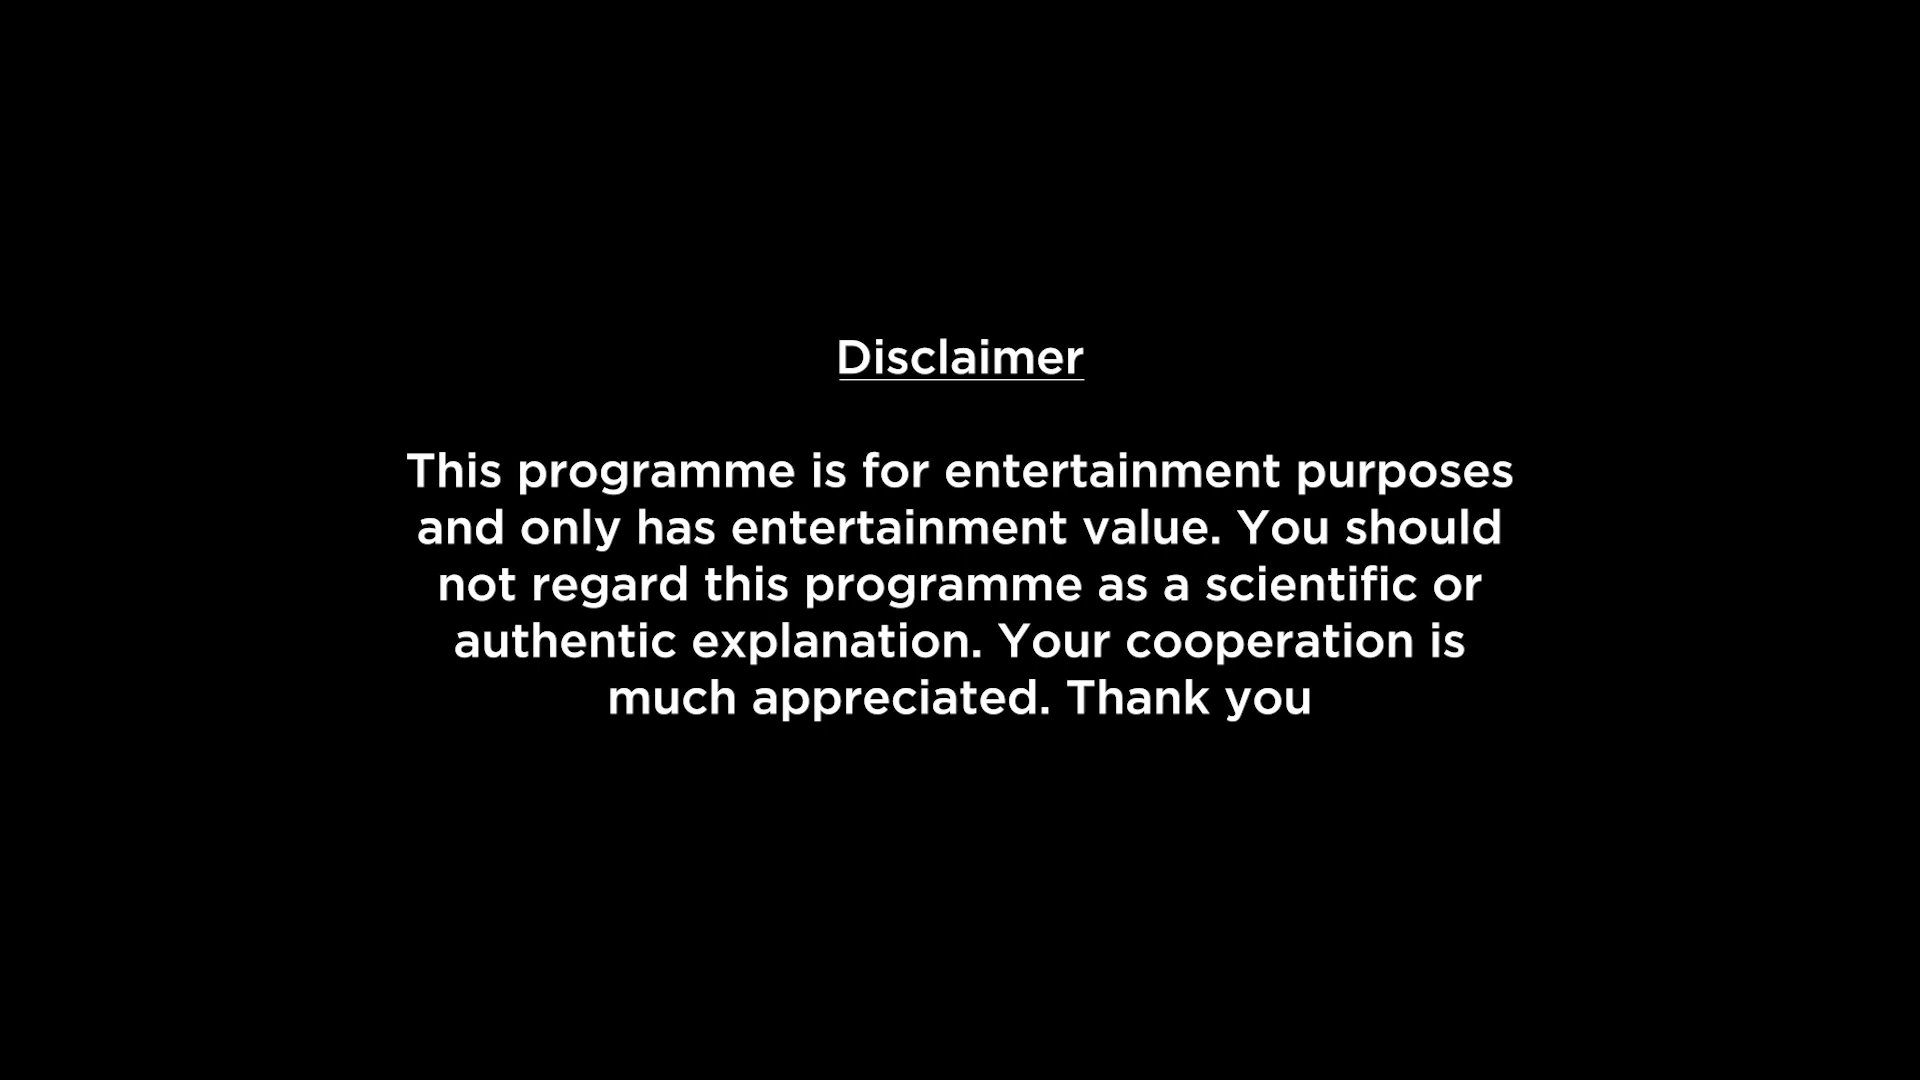 Disclaimer
This programme is for entertainment purposes
and only has entertainment value. You should
not regard this programme as a scientific or
authentic explanation. Your cooperation is
much appreciated. Thank you